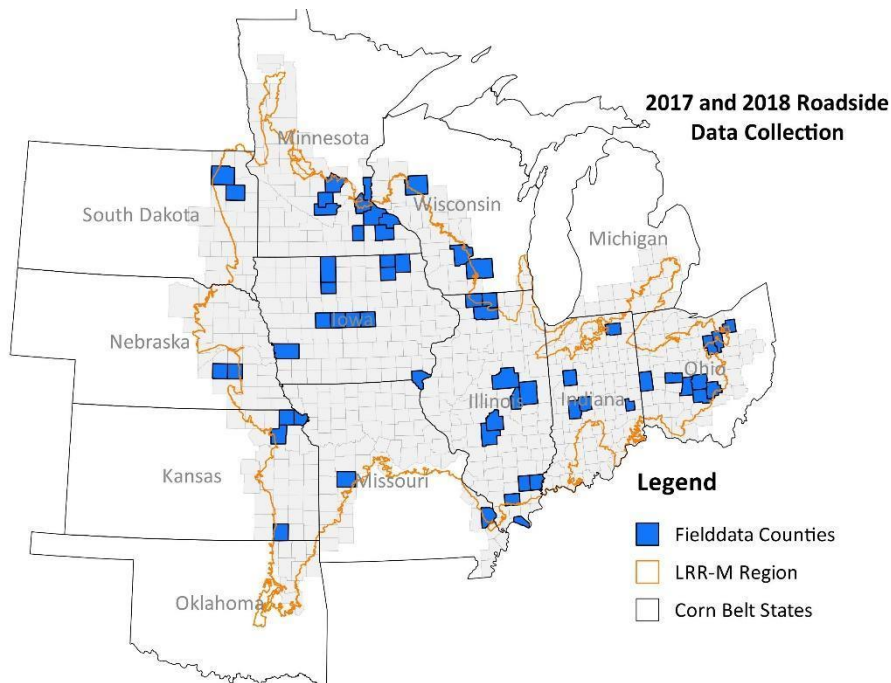 2017 and 2018 Roadside
Data Collection
Minnesota
South Dakota
Wisconsin
Michigan
Iowa
Nebraska
Ohio
Illinois
Indiana
Kansas
Missouri
Oklahoma
Legend
Fielddata Counties
LRR-M Region
Corn Belt States